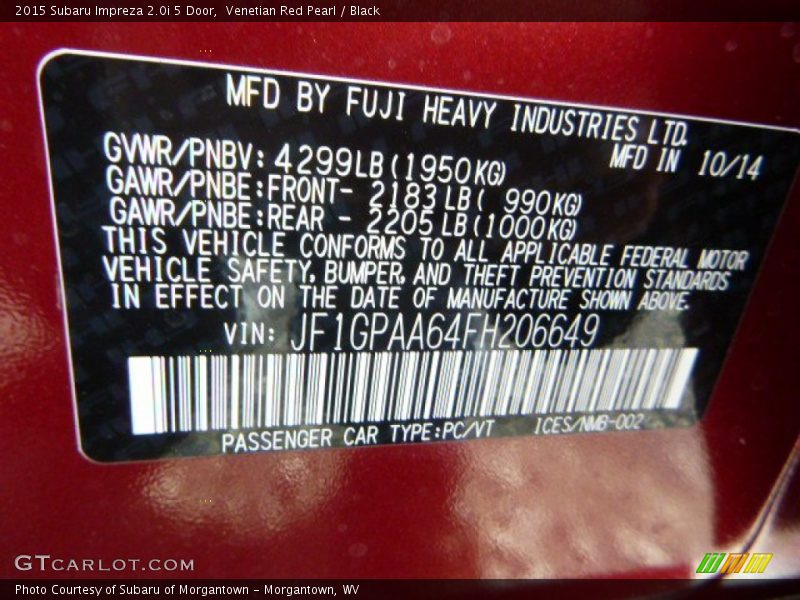 2015 Subaru Impreza 2.0i 5 Door,  Venetian Red Pearl / Black
MFD BY FUJI HEAVY INDUSTRIES LTD.
MFD IN 10/14
GVWR/PNBV: 4299LB(1950KG)
GAWR/PNBE:FRONT- 2183LB( 990KG)
GAWR/PNBE:REAR - 2205LB(1000KG)
THIS VEHICLE CONFORMS TO ALL APPLICABLE FEDERAL MOTOR
VEHICLE SAFETY, BUMPER, AND THEFT PREVENTION STANDARDS
IN EFFECT ON THE DATE OF MANUFACTURE SHOWN ABOVE.
VIN: JF1GPAA64FH206649
PASSENGER CAR TYPE:PC/VT ICES/NMB-002
GTCARLOT.COM
Photo Courtesy of Subaru of Morgantown - Morgantown, WV